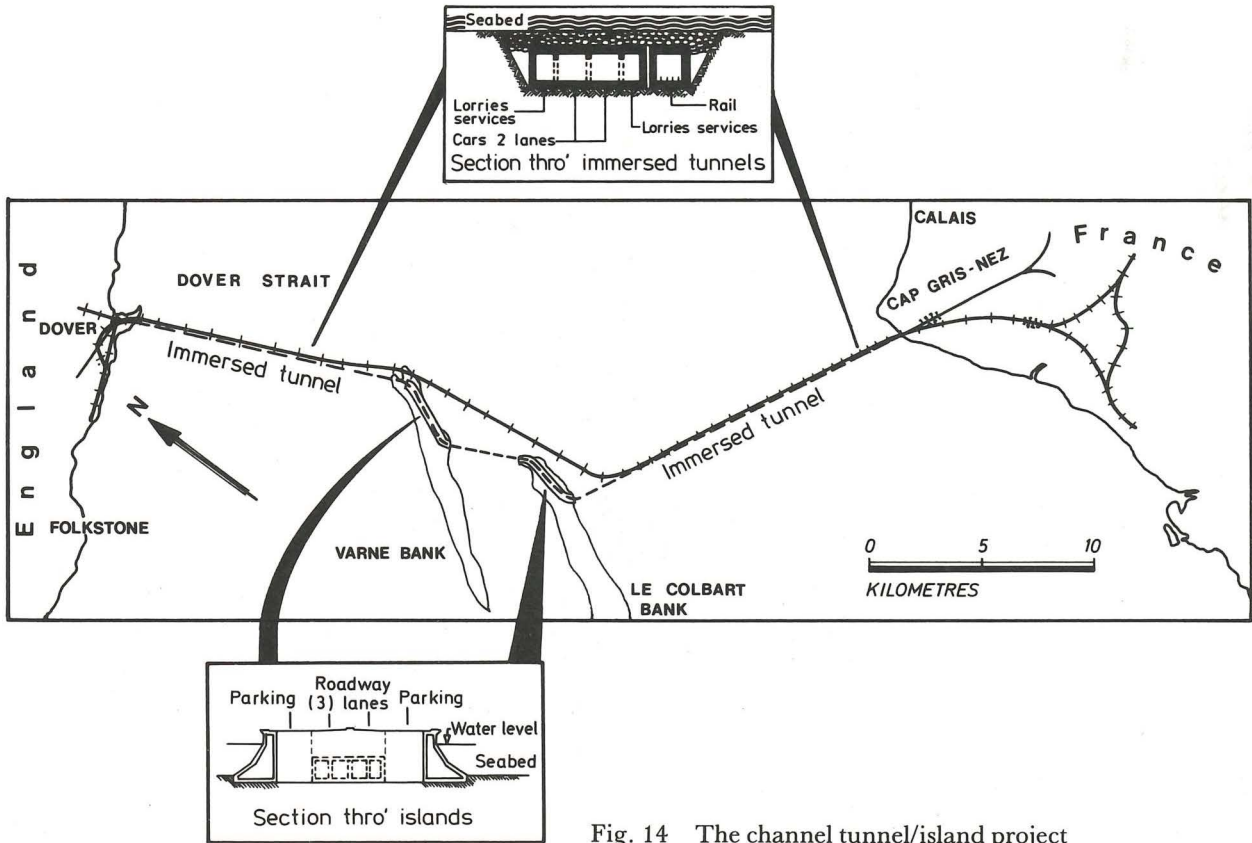 Seabed
Lorries services
Rail
Lorries services
Cars 2 lanes
Section thro' immersed tunnels
England
DOVER STRAIT
DOVER
Immersed tunnel
N
FOLKSTONE
VARNE BANK
LE COLBART
BANK
Immersed tunnel
CALAIS
CAP GRIS-NEZ
France
0 5 10
KILOMETRES
Roadway
Parking (3) lanes Parking
Water level
Seabed
Section thro' islands
Fig. 14 The channel tunnel/island project